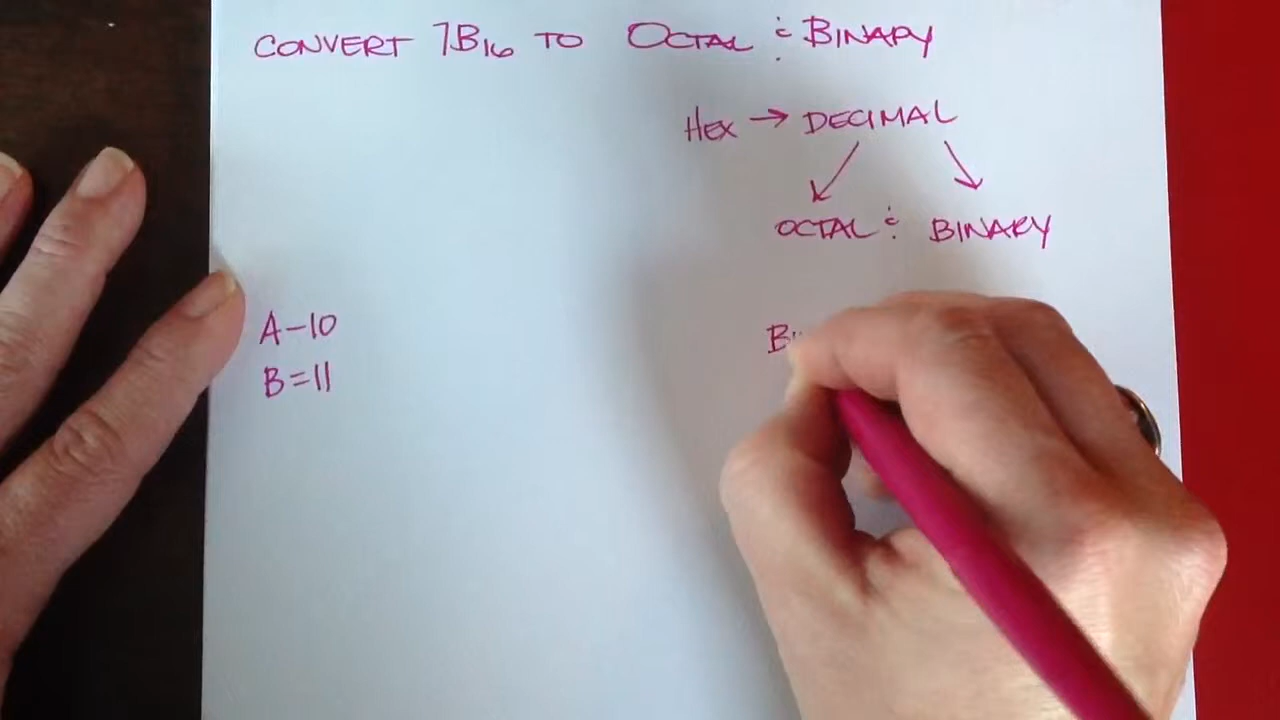 CONVERT 7B16 TO OCTAL & BINARY
HEX → DECIMAL
OCTAL & BINARY
A-10
B=11